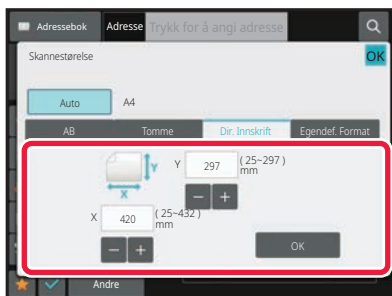 Adressebok Adresse Trykk for å angi adresse
Skannestørelse OK
Auto A4
AB Tomme Dir. Innskrift Egendef. Format
Y Y 297 ( 25~297 )
mm
X
X 420 ( 25~432 )
mm
OK
Andre